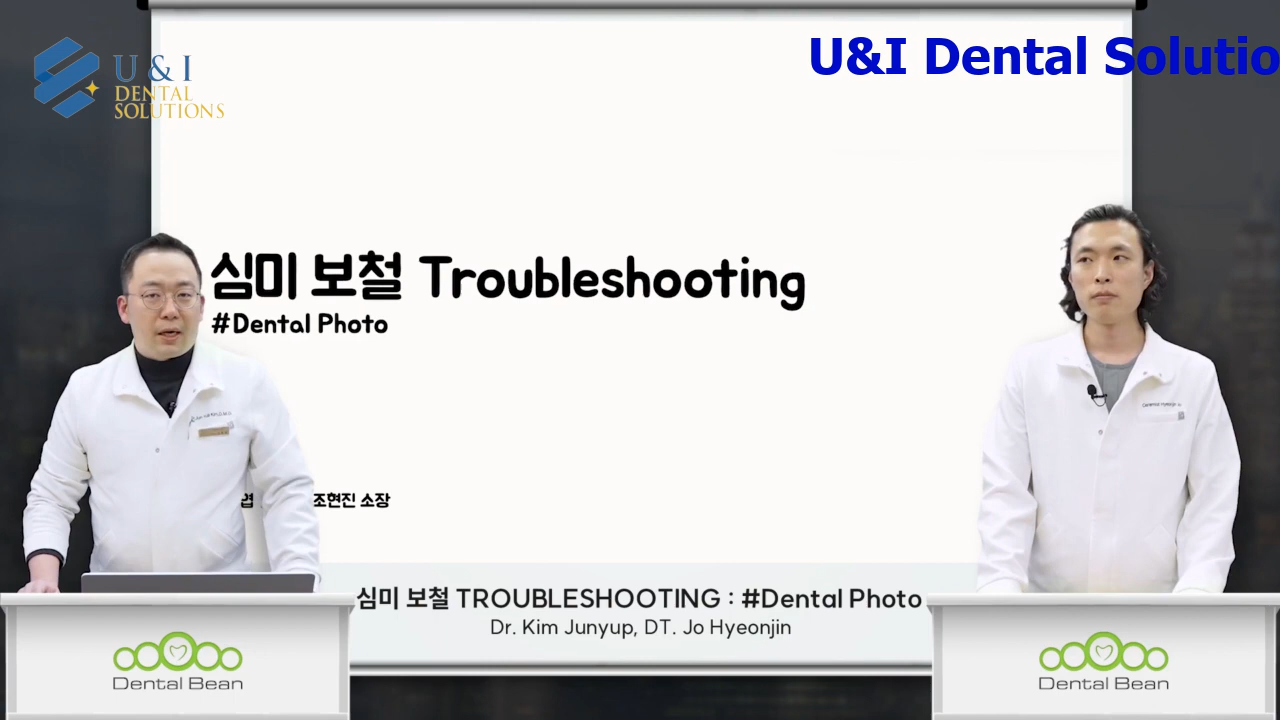 U & I
DENTAL
SOLUTIONS
U&I Dental Solutio
심미 보철 Troubleshooting
#Dental Photo
엽
조현진 소장
심미 보철 TROUBLESHOOTING : #Dental Photo
Dr. Kim Junyup, DT. Jo Hyeonjin
Dental Bean
Dental Bean